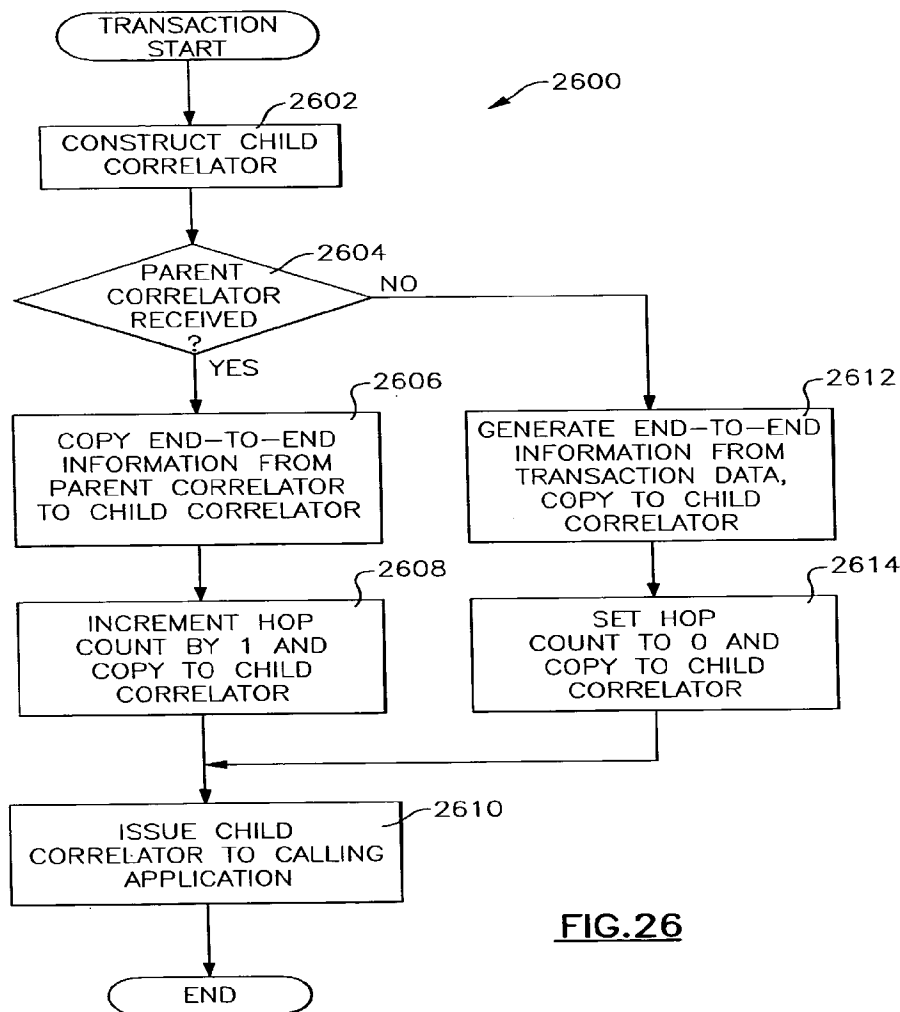 TRANSACTION
START
2600
2602
CONSTRUCT CHILD
CORRELATOR
2604
PARENT
CORRELATOR
RECEIVED
?
NO
YES
2606
COPY END-TO-END
INFORMATION FROM
PARENT CORRELATOR
TO CHILD CORRELATOR
2612
GENERATE END-TO-END
INFORMATION FROM
TRANSACTION DATA,
COPY TO CHILD
CORRELATOR
2608
INCREMENT HOP
COUNT BY 1 AND
COPY TO CHILD
CORRELATOR
2614
SET HOP
COUNT TO 0 AND
COPY TO CHILD
CORRELATOR
2610
ISSUE CHILD
CORRELATOR TO CALLING
APPLICATION
END
FIG.26